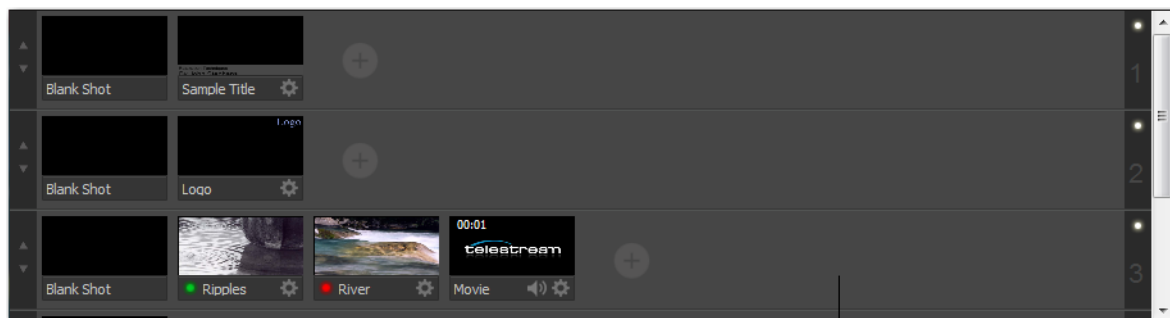 Blank Shot
Sample Title
1
Logo
Blank Shot
Logo
2
00:01
telestream
Blank Shot
Ripples
River
Movie
3